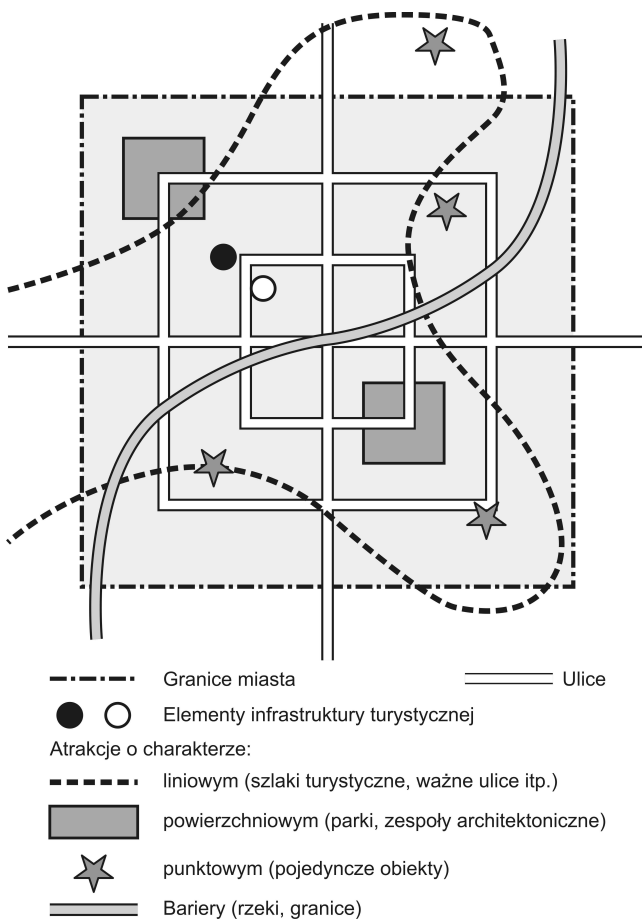 Granice miasta
Ulice
Elementy infrastruktury turystycznej
Atrakcje o charakterze:
liniowym (szlaki turystyczne, ważne ulice itp.)
powierzchniowym (parki, zespoły architektoniczne)
punktowym (pojedyncze obiekty)
Bariery (rzeki, granice)